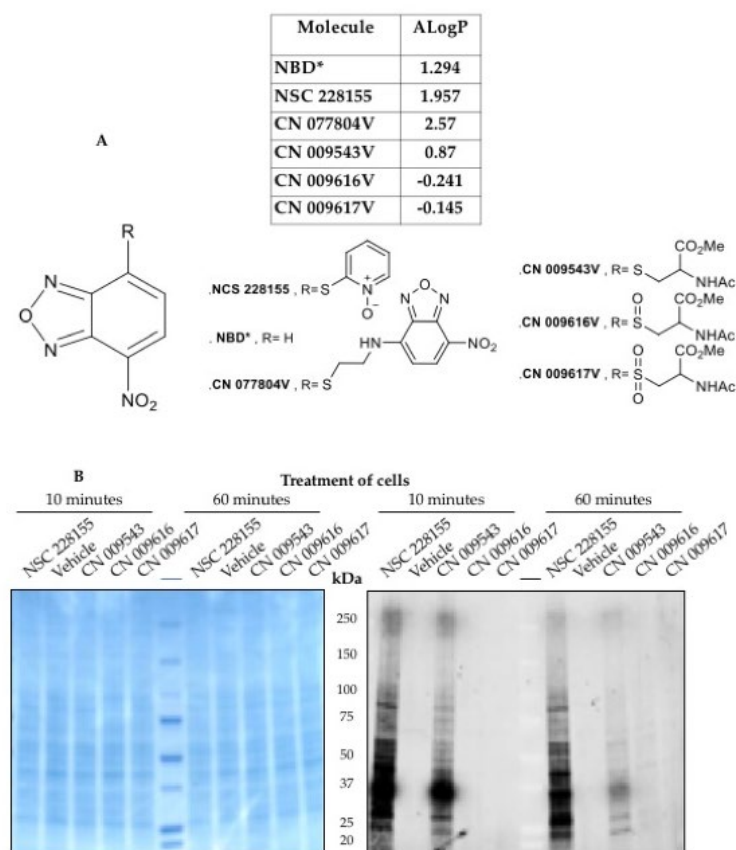 Molecule ALogP
NBD* 1.294
NSC 228155 1.957
CN 077804V 2.57
CN 009543V 0.87
CN 009616V -0.241
CN 009617V -0.145
A
R
N
O
N
NO₂
.NCS 228155 , R= S
N⁺
O⁻
. NBD* , R= H
.CN 077804V , R= S
HN
N O N
NO₂
.CN 009543V , R= S
CO₂Me
NHAc
.CN 009616V , R= S
O
CO₂Me
NHAc
.CN 009617V , R= S
O
O
CO₂Me
NHAc
B
Treatment of cells
10 minutes 60 minutes 10 minutes 60 minutes
NSC 228155 Vehicle CN 009543 CN 009616 CN 009617 NSC 228155 Vehicle CN 009543 CN 009616 CN 009617 NSC 228155 Vehicle CN 009543 CN 009616 CN 009617 NSC 228155 Vehicle CN 009543 CN 009616 CN 009617
kDa
250
150
100
75
50
37
25
20